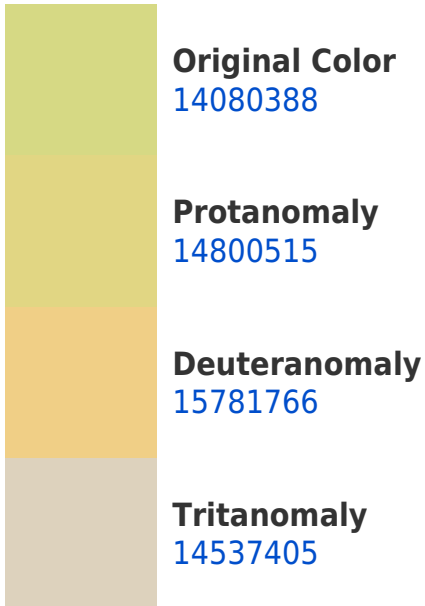 Original Color
14080388
Protanomaly
14800515
Deuteranomaly
15781766
Tritanomaly
14537405